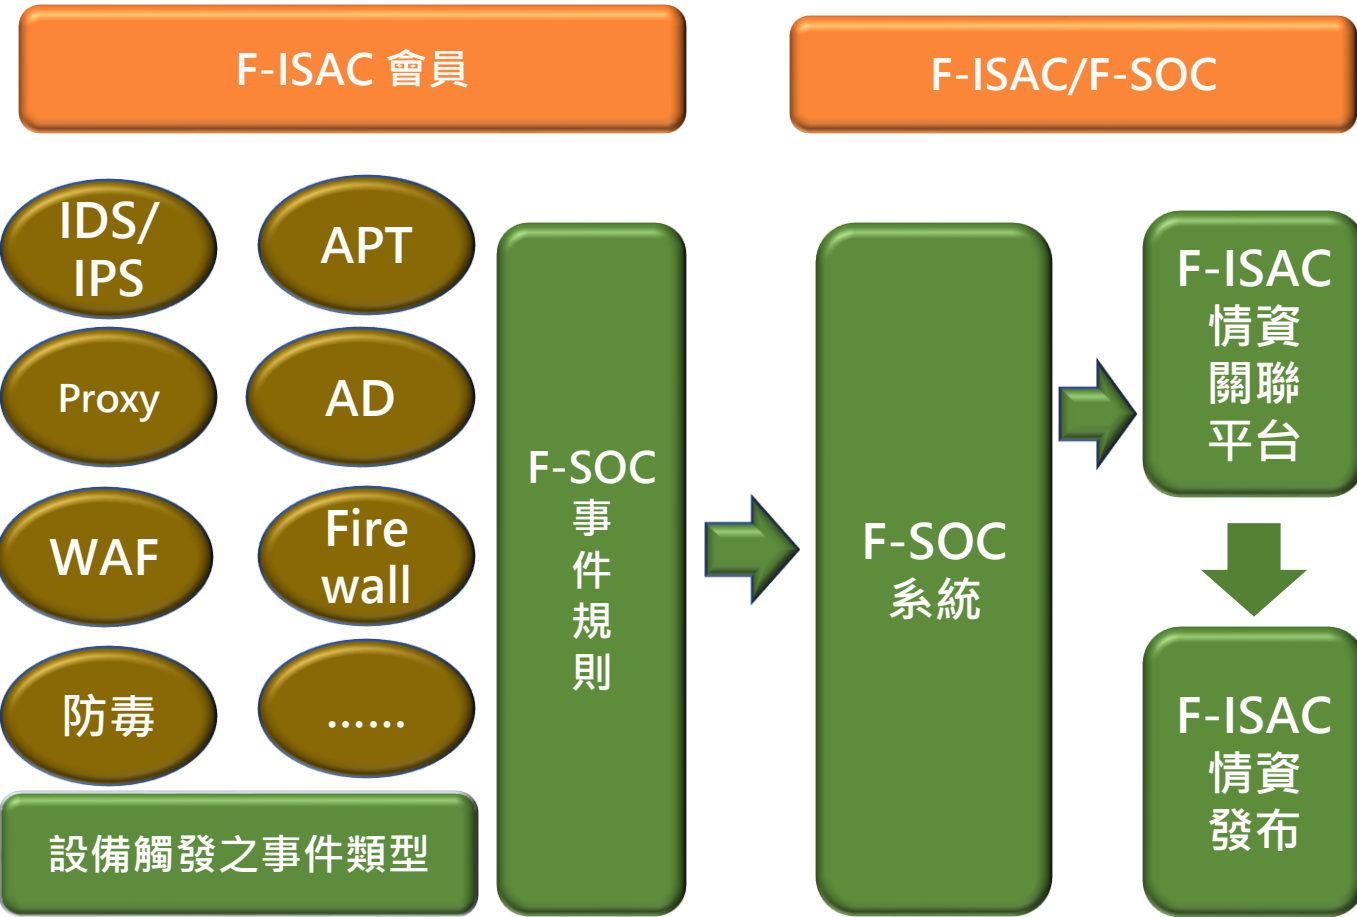 F-ISAC 會員
F-ISAC/F-SOC
IDS/
IPS
APT
Proxy
AD
WAF
Fire
wall
防毒
……
設備觸發之事件類型
F-SOC
事
件
規
則
F-SOC
系統
F-ISAC
情資
關聯
平台
F-ISAC
情資
發布